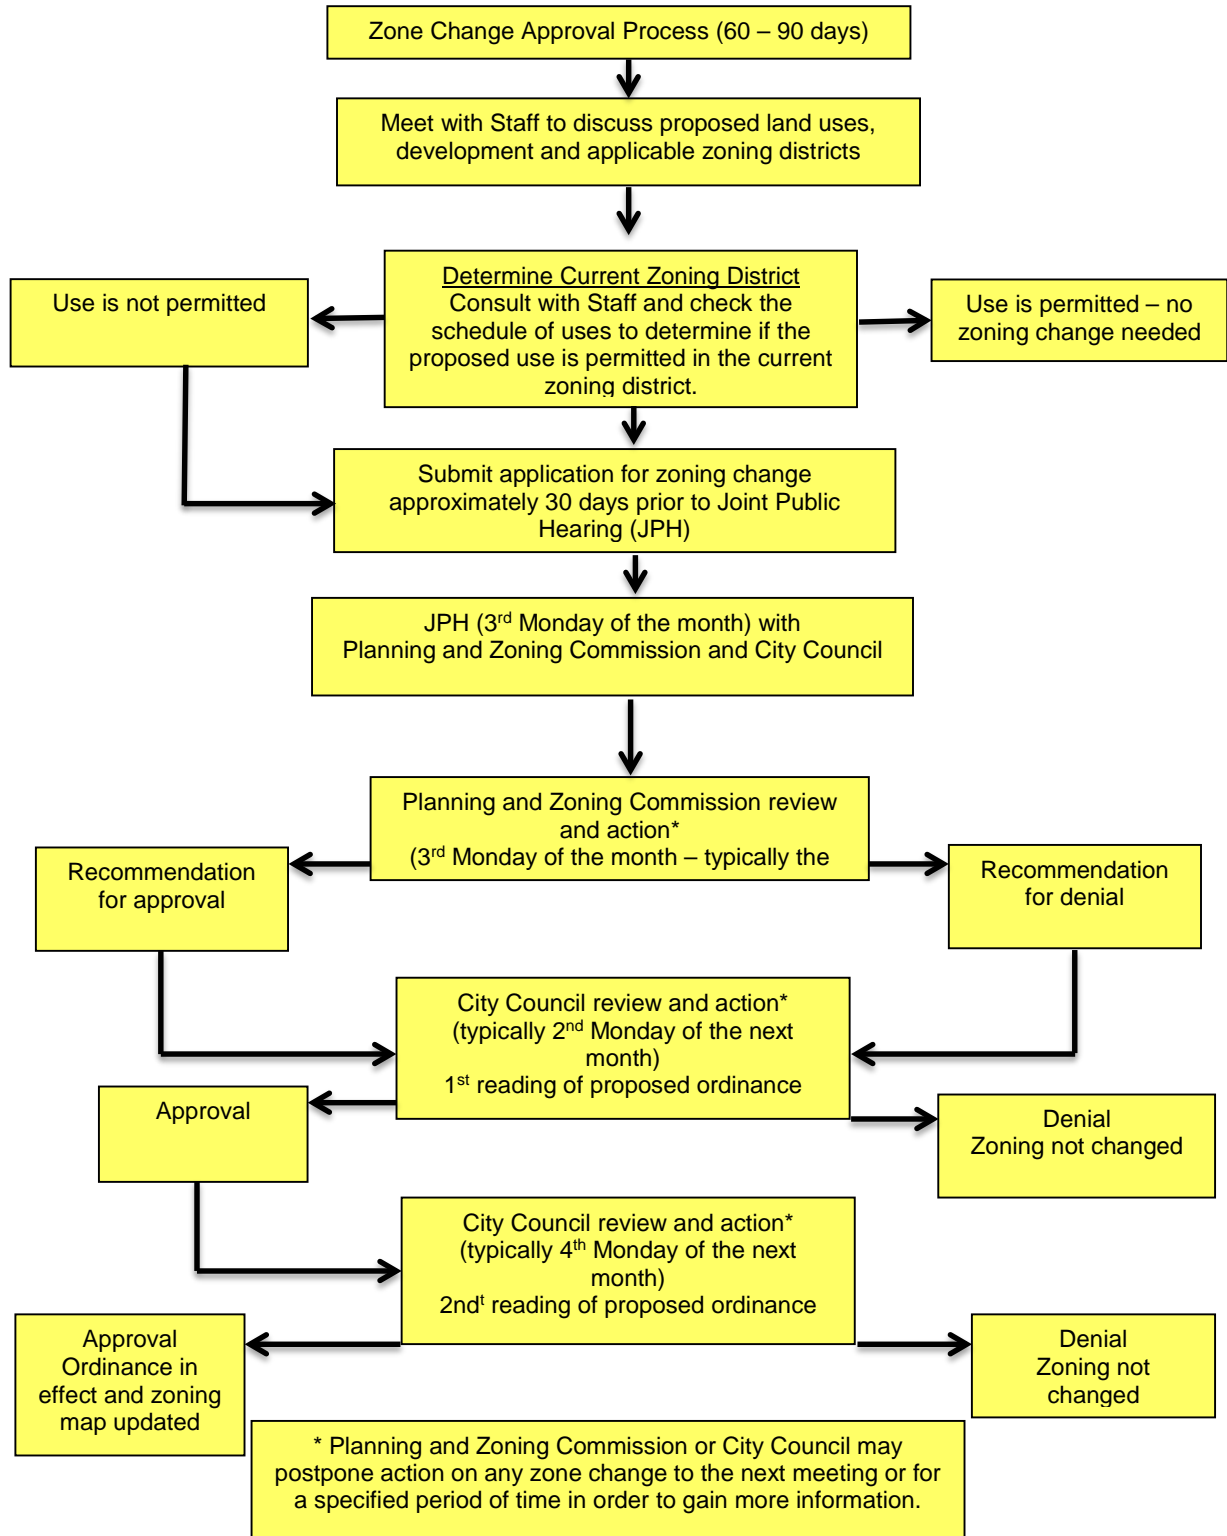 Zone Change Approval Process (60 – 90 days)
Meet with Staff to discuss proposed land uses,
development and applicable zoning districts
Determine Current Zoning District
Consult with Staff and check the
schedule of uses to determine if the
proposed use is permitted in the current
zoning district.
Use is not permitted
Use is permitted – no
zoning change needed
Submit application for zoning change
approximately 30 days prior to Joint Public
Hearing (JPH)
JPH (3rd Monday of the month) with
Planning and Zoning Commission and City Council
Planning and Zoning Commission review
and action*
(3rd Monday of the month – typically the
Recommendation
for approval
Recommendation
for denial
City Council review and action*
(typically 2nd Monday of the next
month)
1st reading of proposed ordinance
Approval
Denial
Zoning not changed
City Council review and action*
(typically 4th Monday of the next
month)
2ndt reading of proposed ordinance
Approval
Ordinance in
effect and zoning
map updated
Denial
Zoning not
changed
* Planning and Zoning Commission or City Council may
postpone action on any zone change to the next meeting or for
a specified period of time in order to gain more information.